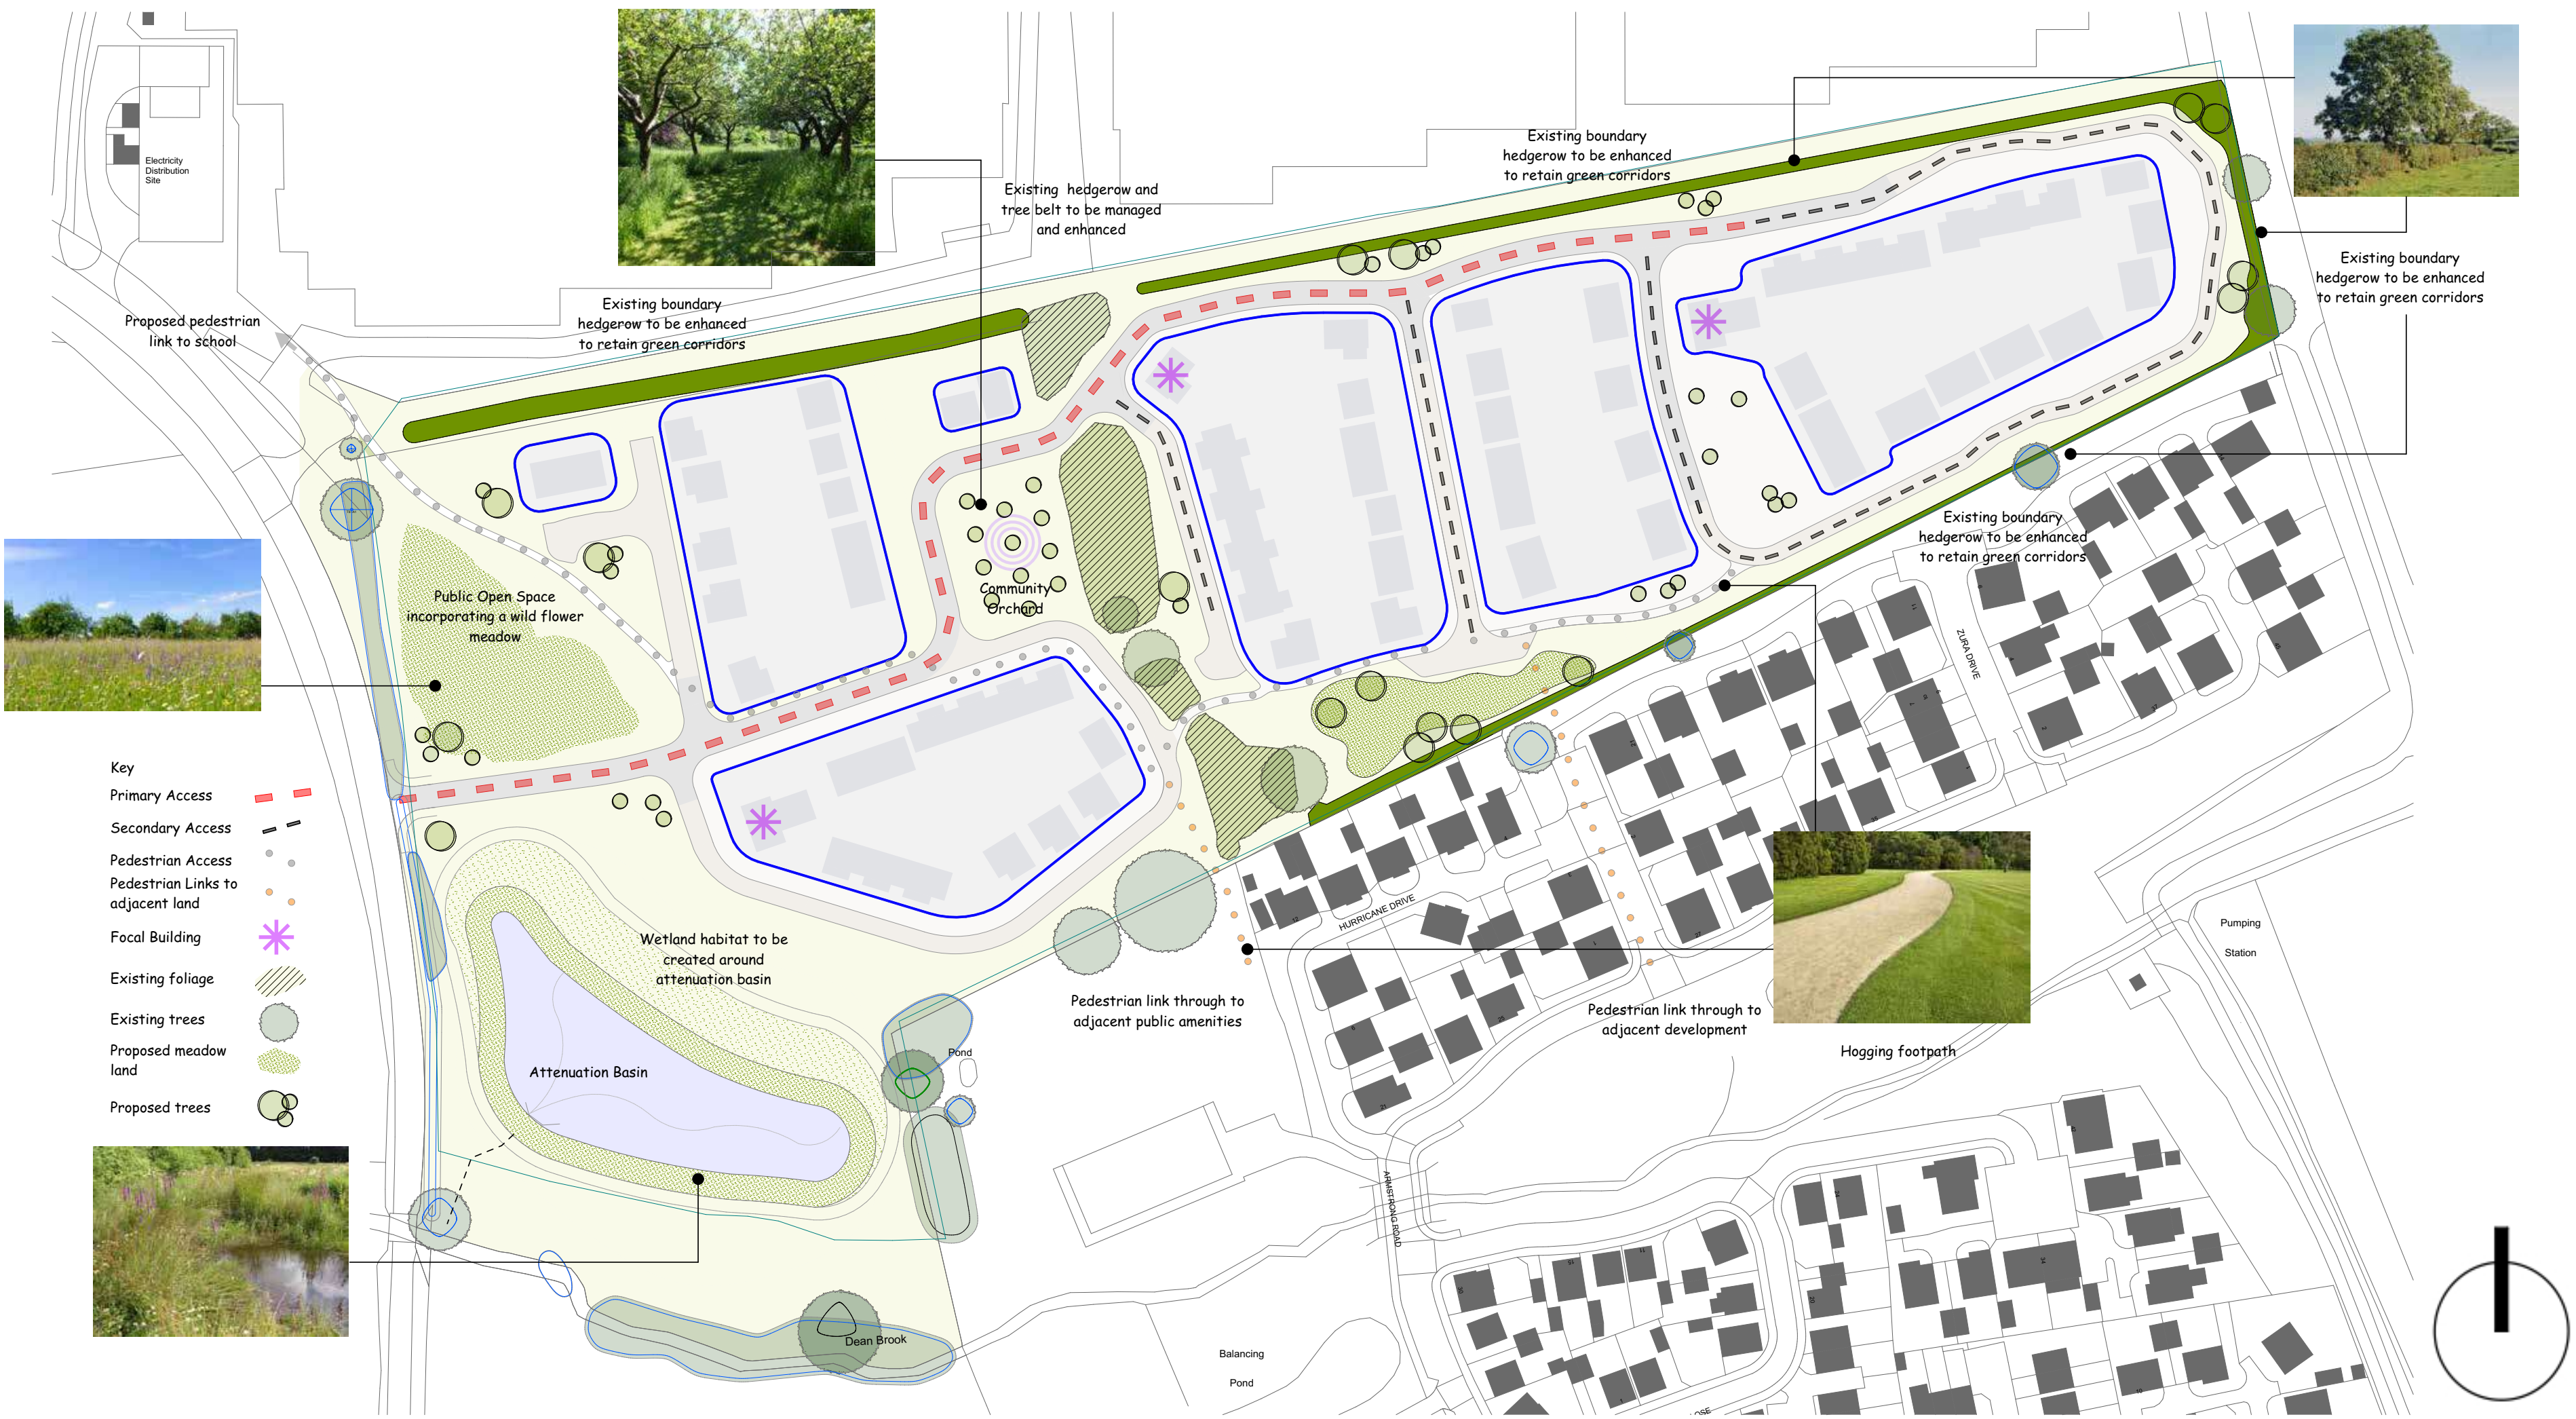 Electricity
Distribution
Site
Existing boundary
hedgerow to be enhanced
to retain green corridors
Existing  hedgerow and
tree belt to be managed
and enhanced
Existing boundary
hedgerow to be enhanced
to retain green corridors
Existing boundary
hedgerow to be enhanced
to retain green corridors
Proposed pedestrian
link to school
Existing boundary
hedgerow to be enhanced
to retain green corridors
Public Open Space
incorporating a wild flower
meadow
Community
Orchard
ZURA DRIVE
Key
Primary Access
Secondary Access
Pedestrian Access
Pedestrian Links to
adjacent land
Focal Building
Existing foliage
Existing trees
Proposed meadow
land
Proposed trees
Wetland habitat to be
created around
attenuation basin
Attenuation Basin
Pond
HURRICANE DRIVE
Pedestrian link through to
adjacent public amenities
Pedestrian link through to
adjacent development
Hogging footpath
Pumping
Station
ARMSTRONG ROAD
Dean Brook
Balancing
Pond